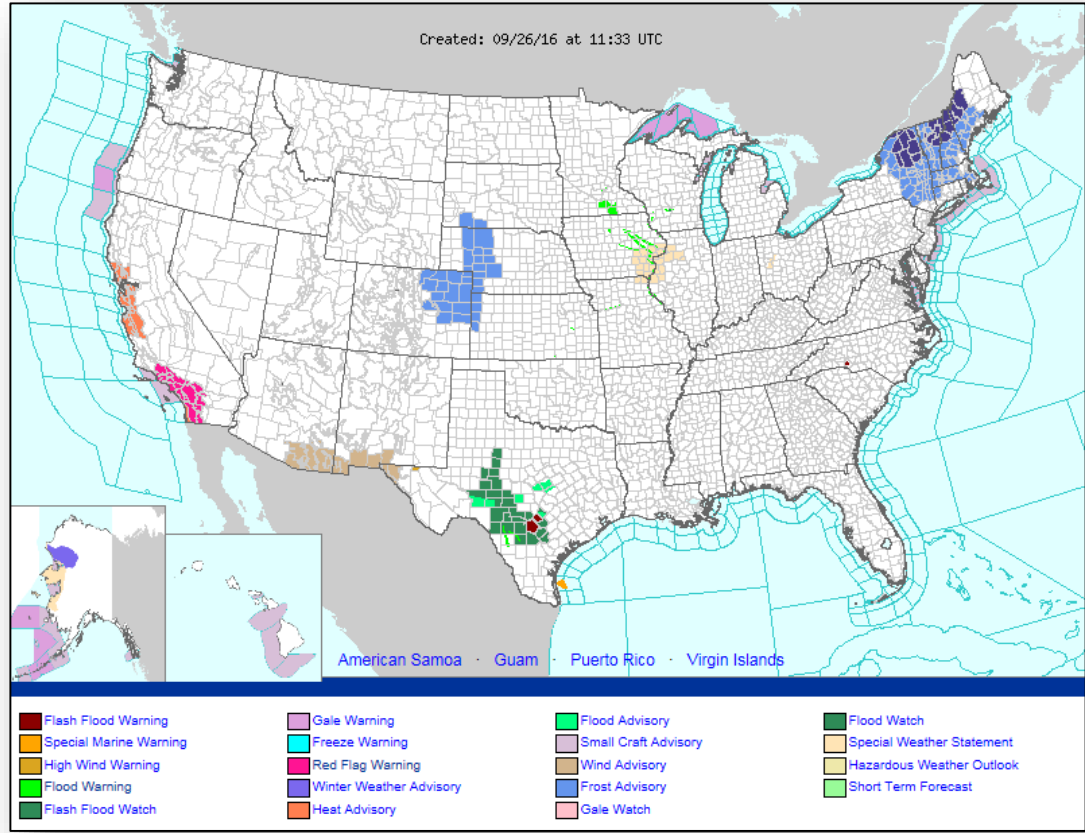 Created: 09/26/16 at 11:33 UTC
American Samoa · Guam · Puerto Rico · Virgin Islands
Flash Flood Warning Gale Warning Flood Advisory Flood Watch
Special Marine Warning Freeze Warning Small Craft Advisory Special Weather Statement
High Wind Warning Red Flag Warning Wind Advisory Hazardous Weather Outlook
Flood Warning Winter Weather Advisory Frost Advisory Short Term Forecast
Flash Flood Watch Heat Advisory Gale Watch